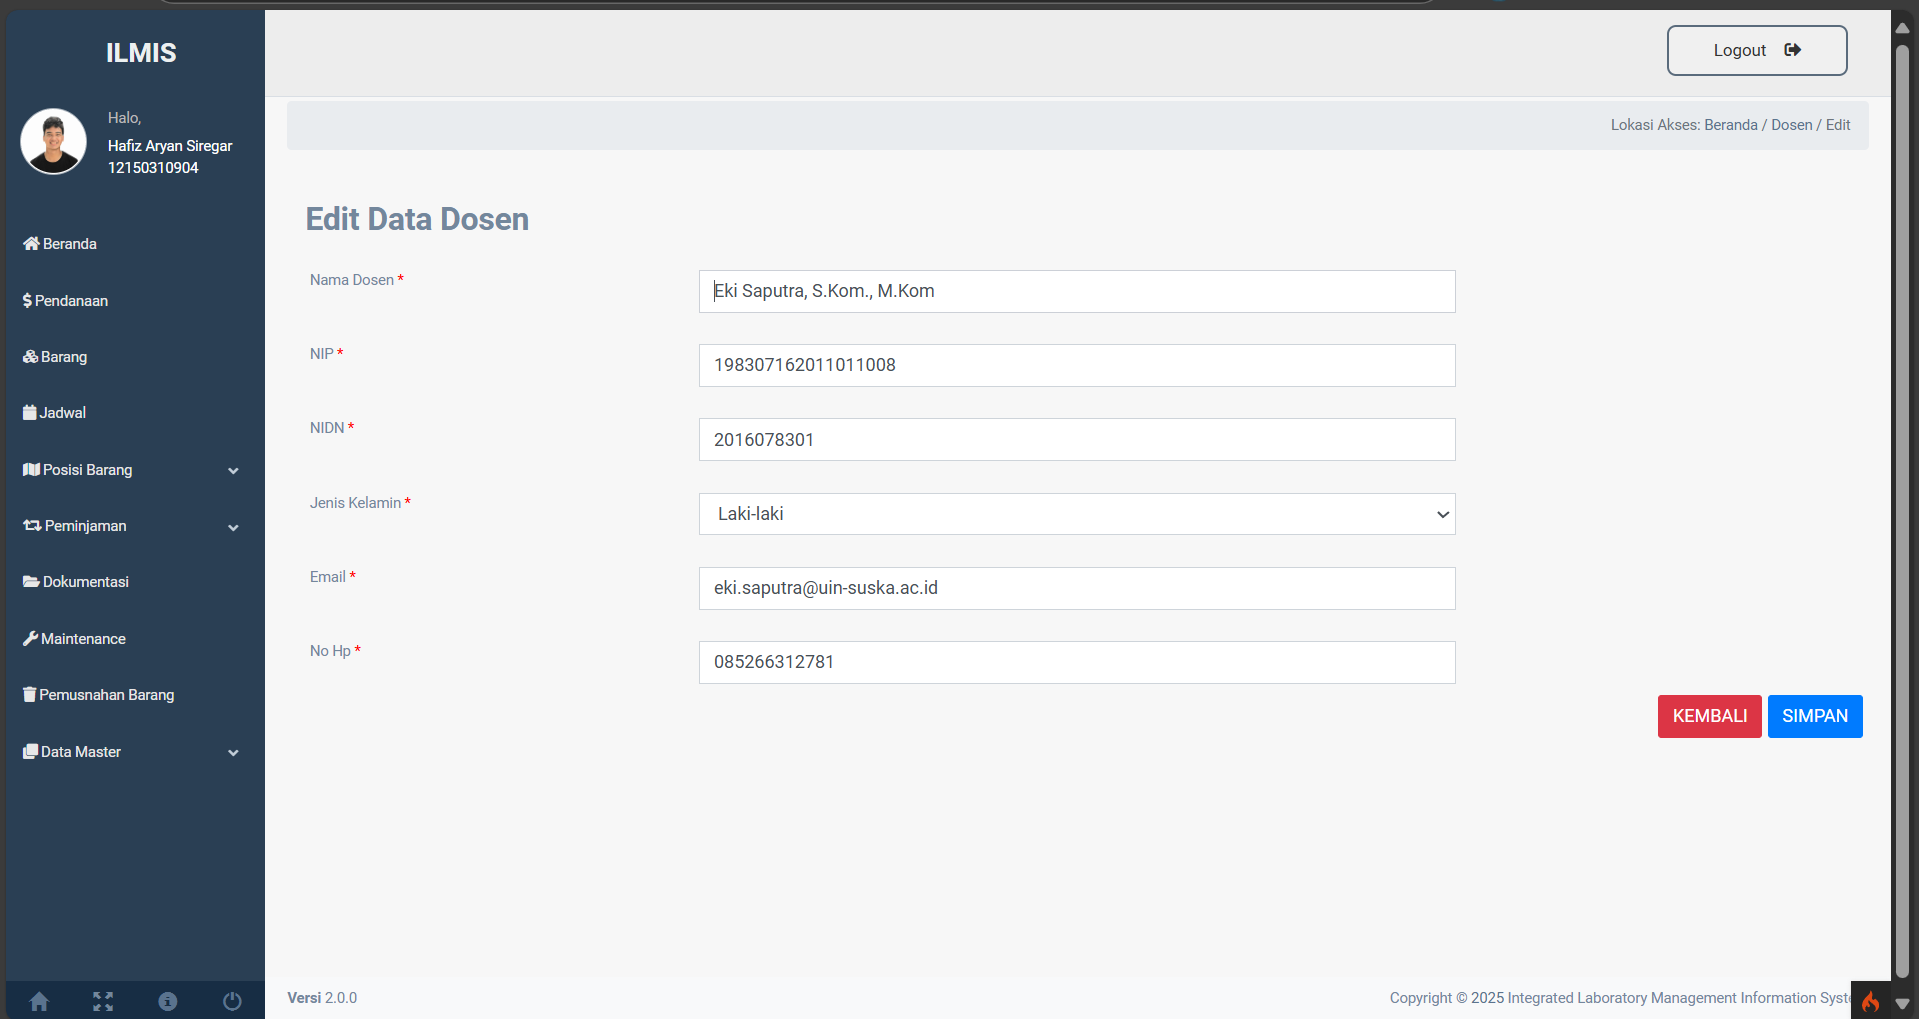 ILMIS
Halo,
Hafiz Aryan Siregar
12150310904
Beranda
Pendanaan
Barang
Jadwal
Posisi Barang
Peminjaman
Dokumentasi
Maintenance
Pemusnahan Barang
Data Master
Logout
Lokasi Akses: Beranda / Dosen / Edit
Edit Data Dosen
Nama Dosen *
Eki Saputra, S.Kom., M.Kom
NIP *
198307162011011008
NIDN *
2016078301
Jenis Kelamin *
Laki-laki
Email *
eki.saputra@uin-suska.ac.id
No Hp *
085266312781
KEMBALI
SIMPAN
Versi 2.0.0
Copyright © 2025 Integrated Laboratory Management Information Syst